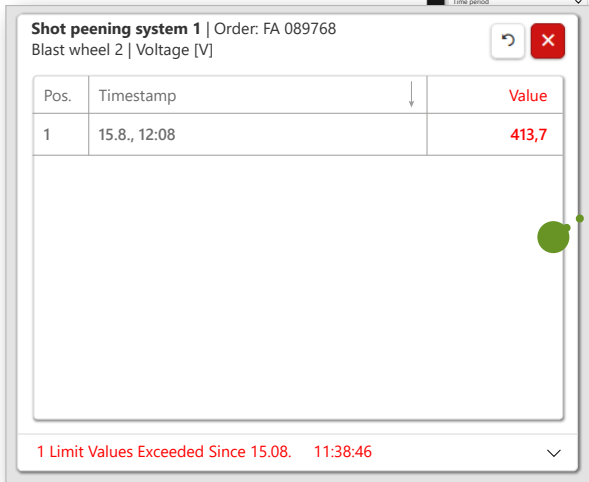 Time period
Shot peening system 1 | Order: FA 089768
Blast wheel 2 | Voltage [V]
Pos. Timestamp Value
1 15.8., 12:08 413,7
1 Limit Values Exceeded Since 15.08. 11:38:46